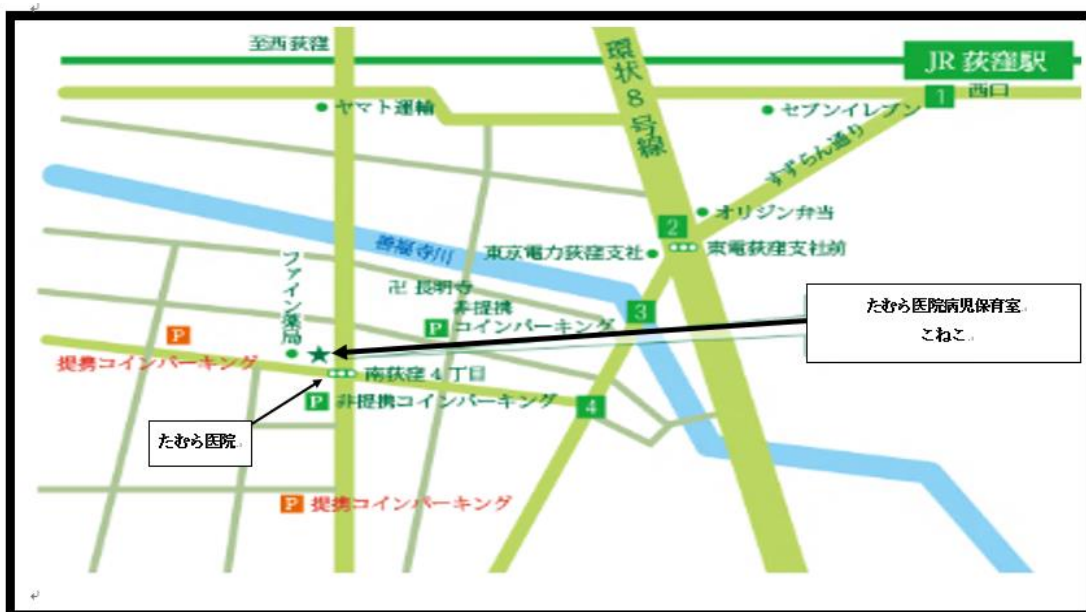 至西荻窪
環状8号線
JR 荻窪駅
1
西口
ヤマト運輸
セブンイレブン
すずらん通り
2
オリジン弁当
善福寺川
東京電力荻窪支社
東電荻窪支社前
ファイン薬局
卍 長明寺
非提携
P コインパーキング
3
たむら医院病児保育室
こねこ
P
提携コインパーキング
南荻窪4丁目
P 非提携コインパーキング
4
たむら医院
P 提携コインパーキング